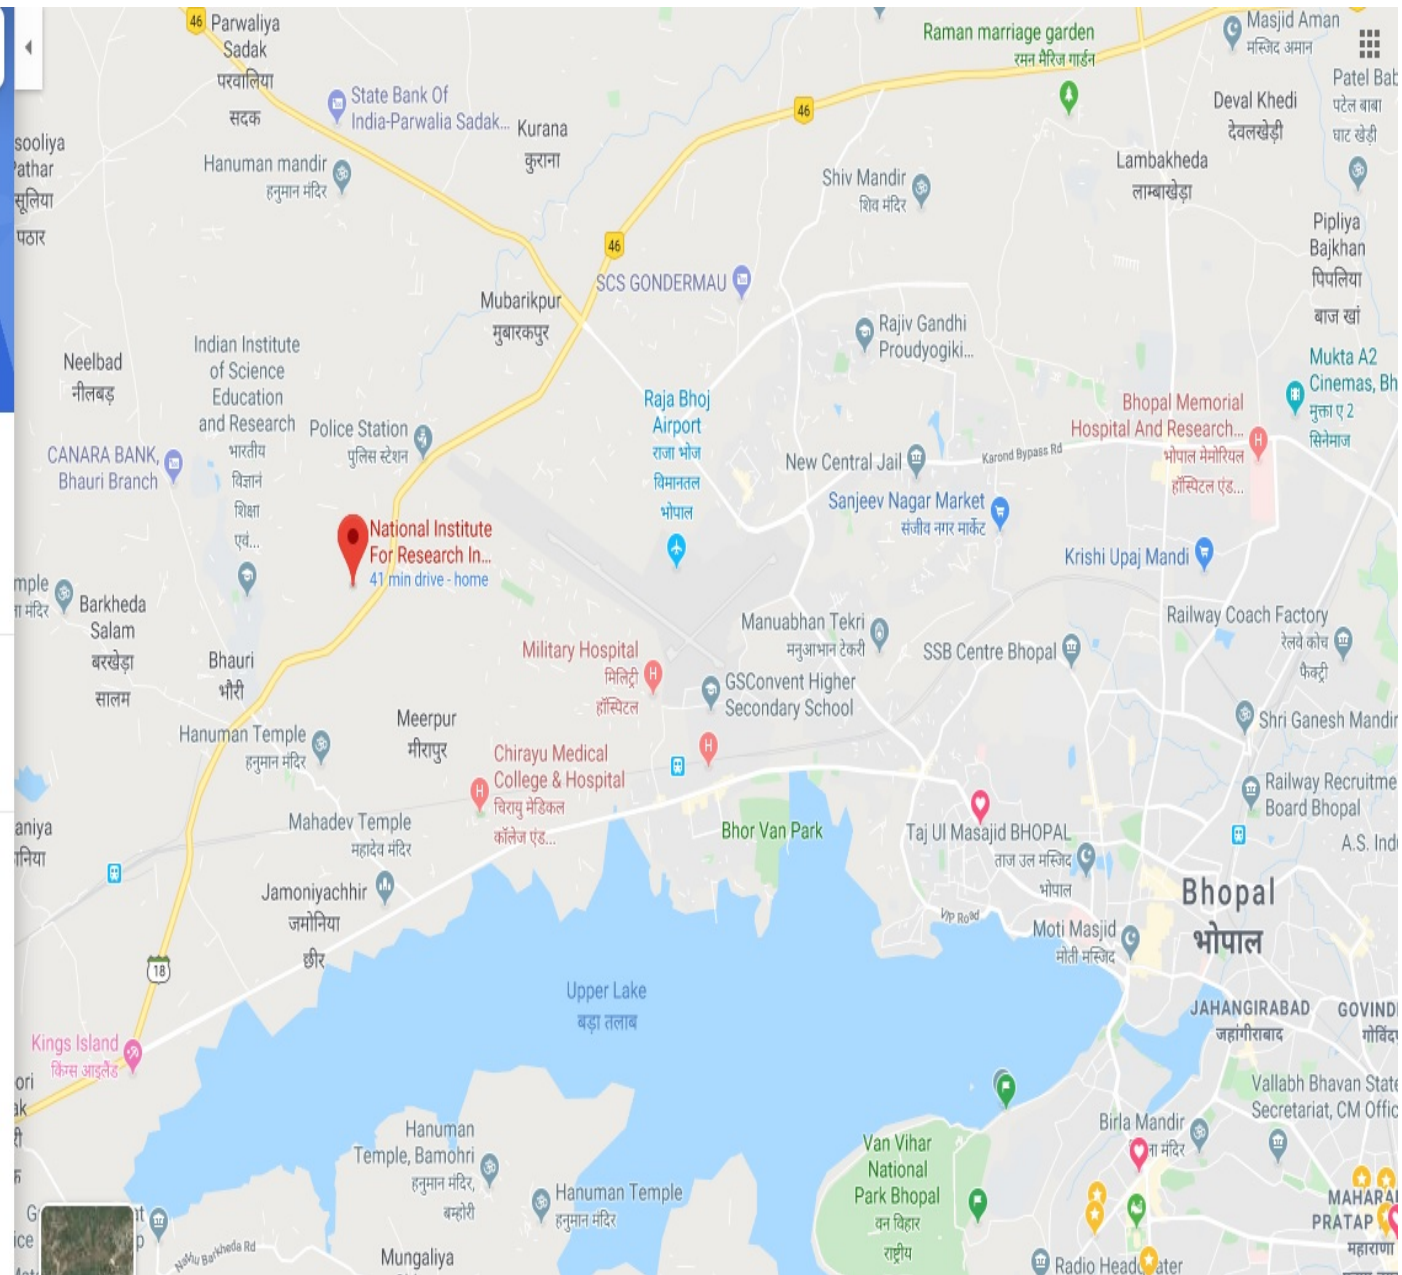 46
Parwaliya
Sadak
परवालिया
सदक
State Bank Of
India-Parwalia Sadak...
Kurana
कुराना
Hanuman mandir
हनुमान मंदिर
sooliya
Pathar
सूलिया
पठार
Raman marriage garden
रमन मैरिज गार्डन
46
Masjid Aman
मस्जिद अमान
Patel Bab
पटेल बाबा
घाट खेड़ी
Deval Khedi
देवलखेड़ी
Lambakheda
लाम्बाखेड़ा
Shiv Mandir
शिव मंदिर
Pipliya
Bajkhan
पिपलिया
बाज खां
46
SCS GONDERMAU
Mubarikpur
मुबारकपुर
Rajiv Gandhi
Proudyogiki...
Neelbad
नीलबड़
Indian Institute
of Science
Education
and Research
भारतीय
विज्ञानं
शिक्षा
एवं...
Police Station
पुलिस स्टेशन
CANARA BANK,
Bhauri Branch
Raja Bhoj
Airport
राजा भोज
विमानतल
भोपाल
Mukta A2
Cinemas, Bh
मुक्ता ए 2
सिनेमाज
Bhopal Memorial
Hospital And Research...
भोपाल मेमोरियल
हॉस्पिटल एंड...
New Central Jail
Karond Bypass Rd
Sanjeev Nagar Market
संजीव नगर मार्केट
Krishi Upaj Mandi
National Institute
For Research In...
41 min drive - home
mple
ा मंदिर
Barkheda
Salam
बरखेड़ा
सालम
Bhauri
भौरी
Military Hospital
मिलिट्री
हॉस्पिटल
Manuabhan Tekri
मनुआभान टेकरी
SSB Centre Bhopal
Railway Coach Factory
रेलवे कोच
फैक्ट्री
GSConvent Higher
Secondary School
Shri Ganesh Mandir
Hanuman Temple
हनुमान मंदिर
Meerpur
मीरापुर
Chirayu Medical
College & Hospital
चिरायु मेडिकल
कॉलेज एंड...
Railway Recruitme
Board Bhopal
aniya
ानिया
Mahadev Temple
महादेव मंदिर
Bhor Van Park
Taj Ul Masajid BHOPAL
ताज उल मस्जिद
भोपाल
A.S. Ind
Jamoniyachhir
जमोनिया
छीर
Bhopal
भोपाल
VIP Road
Moti Masjid
मोती मस्जिद
18
Upper Lake
बड़ा तलाब
JAHANGIRABAD
जहांगीराबाद
GOVIND
गोविंद
Kings Island
किंग्स आइलैंड
ori
ak
Vallabh Bhavan State
Secretariat, CM Offic
Birla Mandir
ला मंदिर
Hanuman
Temple, Bamohri
हनुमान मंदिर,
बम्होरी
Van Vihar
National
Park Bhopal
वन विहार
राष्ट्रीय
Hanuman Temple
हनुमान मंदिर
MAHARA
PRATAP
महाराणा
Nathu Barkheda Rd
Mungaliya